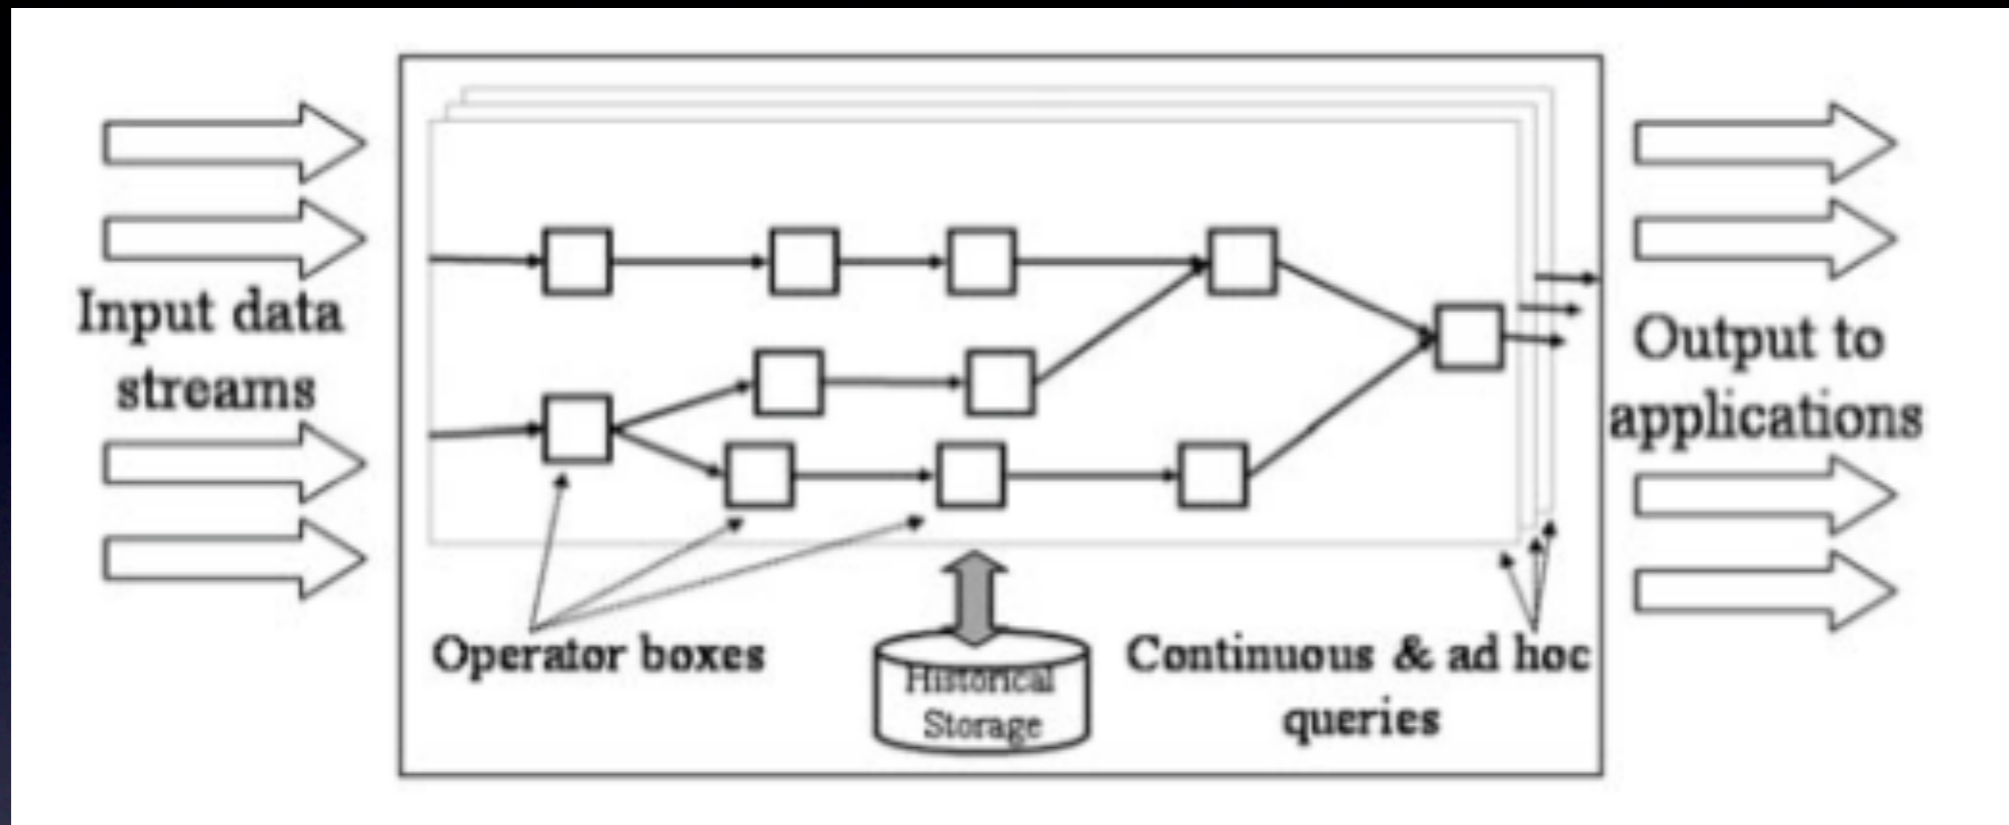 Input data
streams
Output to
applications
Operator boxes
Historical
Storage
Continuous & ad hoc
queries